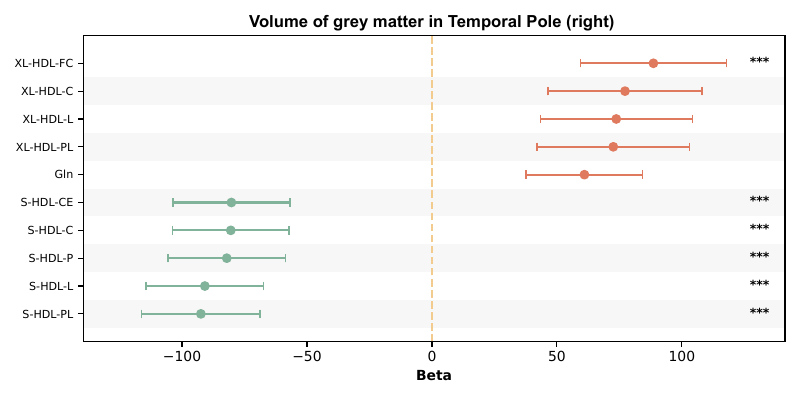 Volume of grey matter in Temporal Pole (right)
XL-HDL-FC ***
XL-HDL-C
XL-HDL-L
XL-HDL-PL
Gln
S-HDL-CE ***
S-HDL-C ***
S-HDL-P ***
S-HDL-L ***
S-HDL-PL ***
−100 −50 0 50 100
Beta